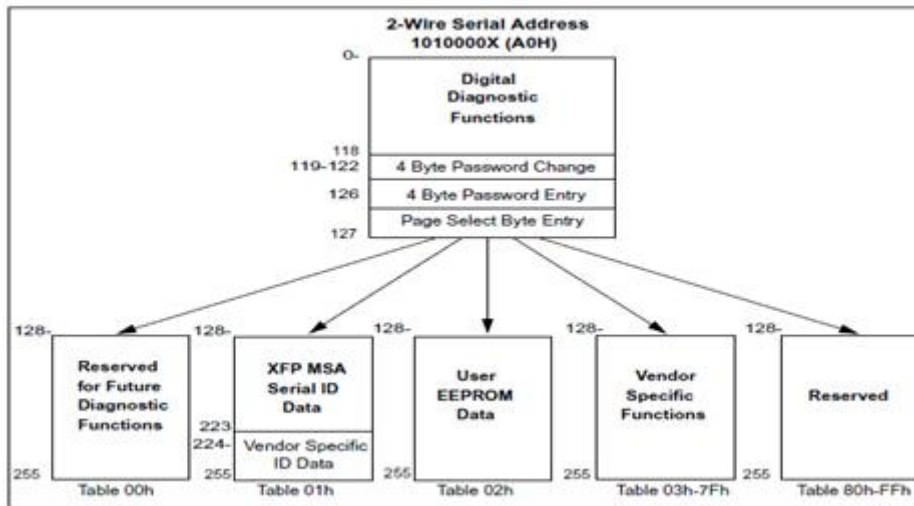 2-Wire Serial Address
1010000X (A0H)
0-
Digital
Diagnostic
Functions
118
119-122
4 Byte Password Change
126
4 Byte Password Entry
Page Select Byte Entry
127
128-
Reserved
for Future
Diagnostic
Functions
255
Table 00h
128-
XFP MSA
Serial ID
Data
223
224-
Vendor Specific
ID Data
255
Table 01h
128-
User
EEPROM
Data
255
Table 02h
128-
Vendor
Specific
Functions
255
Table 03h-7Fh
128-
Reserved
255
Table 80h-FFh